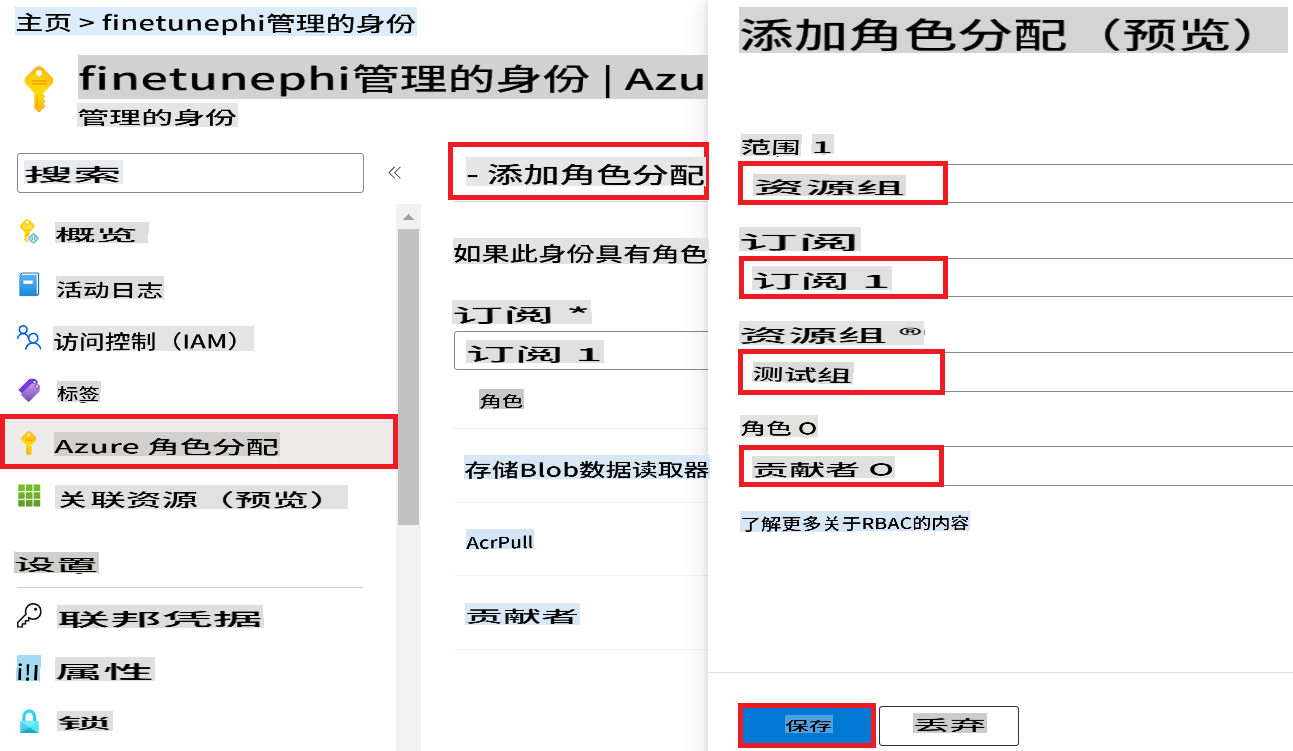 主页 > finetunephi管理的身份
finetunephi管理的身份 | Azu
管理的身份
搜索
«
概览
活动日志
访问控制（IAM）
标签
Azure 角色分配
关联资源（预览）
设置
联邦凭据
属性
锁
- 添加角色分配
如果此身份具有角色
订阅 *
订阅 1
角色
存储Blob数据读取器
AcrPull
贡献者
添加角色分配（预览）
范围 1
资源组
订阅
订阅 1
资源组 ®
测试组
角色 O
贡献者 O
了解更多关于RBAC的内容
保存
丢弃